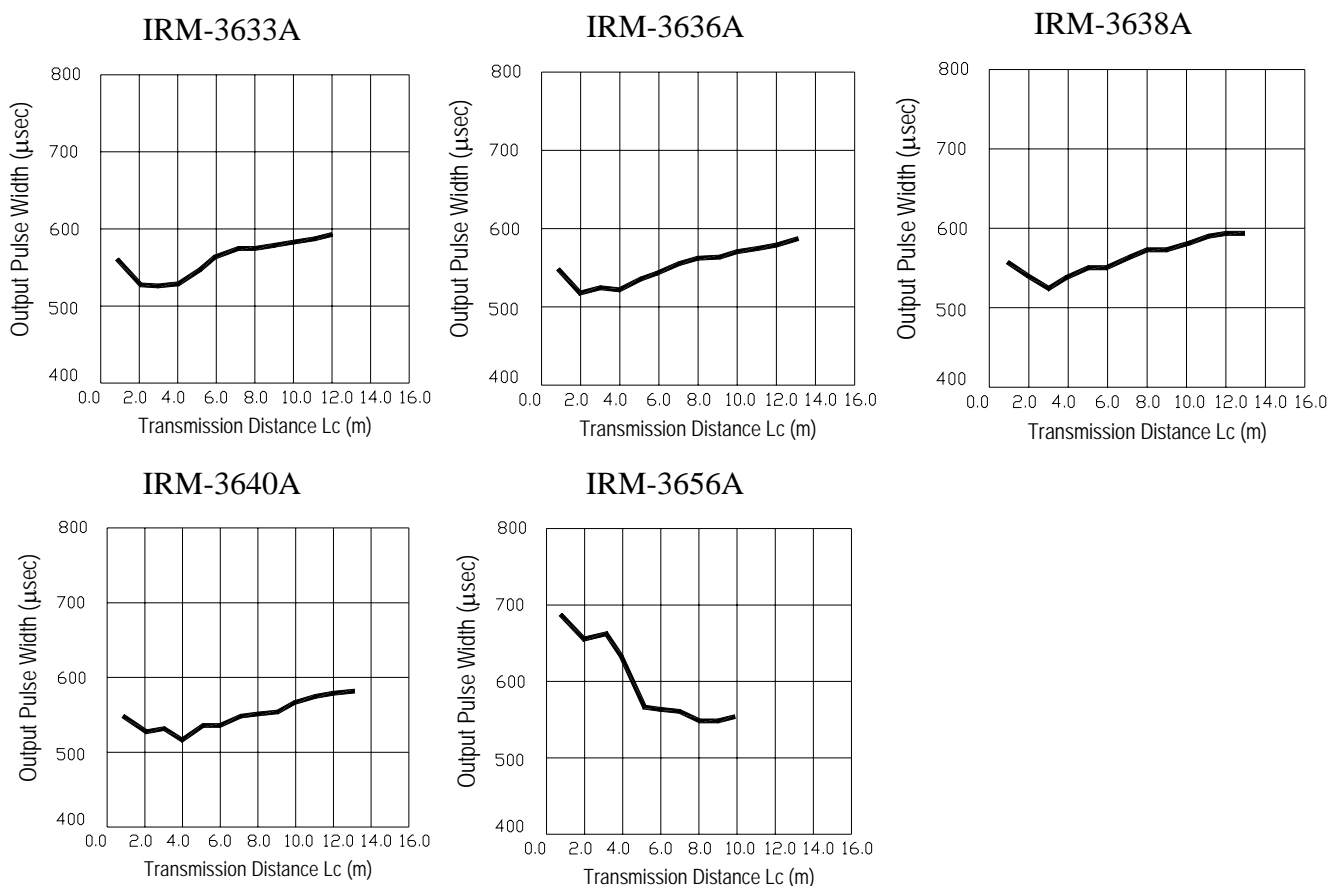 IRM-3633A
Output Pulse Width (μsec)
800
700
600
500
400
0.0 2.0 4.0 6.0 8.0 10.0 12.0 14.0 16.0
Transmission Distance Lc (m)
IRM-3636A
Output Pulse Width (μsec)
800
700
600
500
400
0.0 2.0 4.0 6.0 8.0 10.0 12.0 14.0 16.0
Transmission Distance Lc (m)
IRM-3638A
Output Pulse Width (μsec)
800
700
600
500
400
0.0 2.0 4.0 6.0 8.0 10.0 12.0 14.0 16.0
Transmission Distance Lc (m)
IRM-3640A
Output Pulse Width (μsec)
800
700
600
500
400
0.0 2.0 4.0 6.0 8.0 10.0 12.0 14.0 16.0
Transmission Distance Lc (m)
IRM-3656A
Output Pulse Width (μsec)
800
700
600
500
400
0.0 2.0 4.0 6.0 8.0 10.0 12.0 14.0 16.0
Transmission Distance Lc (m)